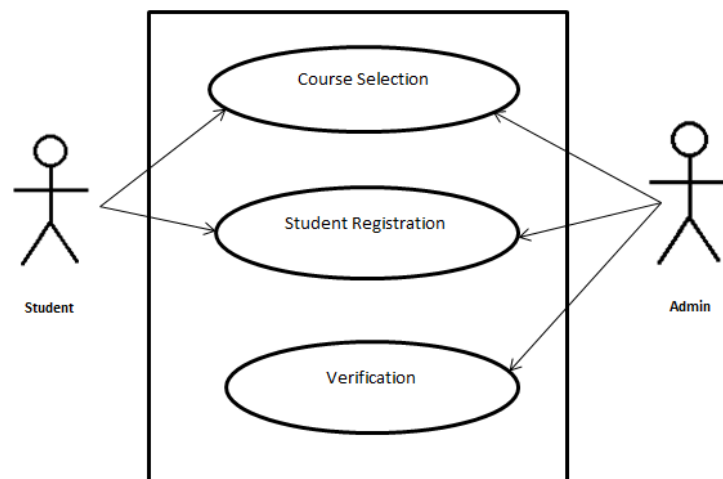 Course Selection
Student Registration
Student
Admin
Verification